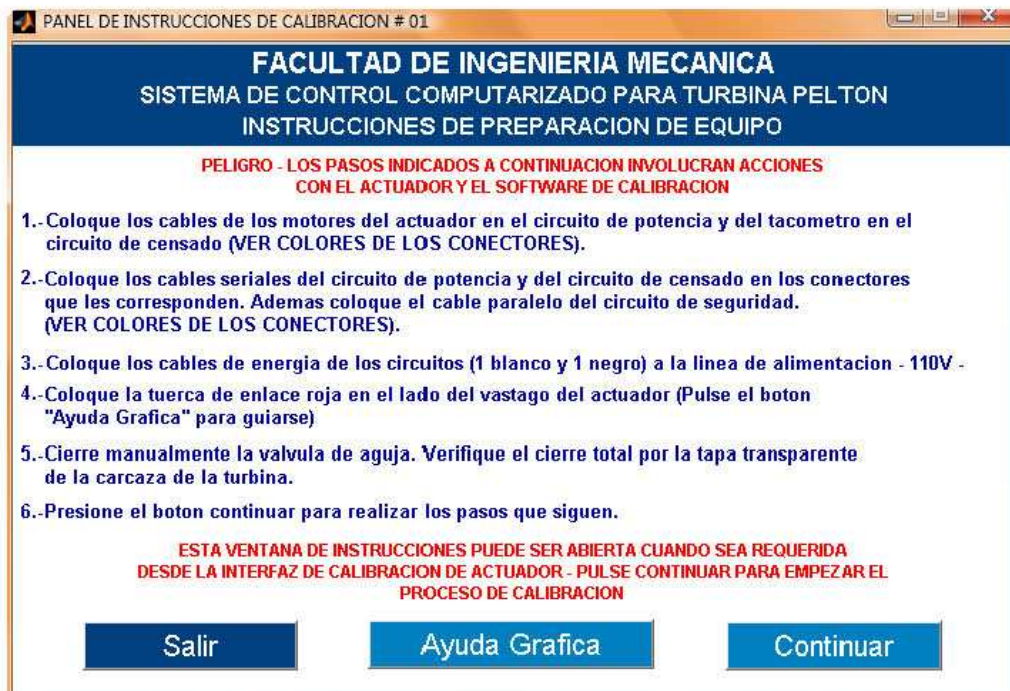 PANEL DE INSTRUCCIONES DE CALIBRACION # 01
FACULTAD DE INGENIERIA MECANICA
SISTEMA DE CONTROL COMPUTARIZADO PARA TURBINA PELTON
INSTRUCCIONES DE PREPARACION DE EQUIPO
PELIGRO - LOS PASOS INDICADOS A CONTINUACION INVOLUCRAN ACCIONES
CON EL ACTUADOR Y EL SOFTWARE DE CALIBRACION
1.-Coloque los cables de los motores del actuador en el circuito de potencia y del tacometro en el
circuito de censado (VER COLORES DE LOS CONECTORES).
2.-Coloque los cables seriales del circuito de potencia y del circuito de censado en los conectores
que les corresponden. Ademas coloque el cable paralelo del circuito de seguridad.
(VER COLORES DE LOS CONECTORES).
3.-Coloque los cables de energia de los circuitos (1 blanco y 1 negro) a la linea de alimentacion - 110V -
4.-Coloque la tuerca de enlace roja en el lado del vastago del actuador (Pulse el boton
"Ayuda Grafica" para guiarse)
5.-Cierre manualmente la valvula de aguja. Verifique el cierre total por la tapa transparente
de la carcaza de la turbina.
6.-Presione el boton continuar para realizar los pasos que siguen.
ESTA VENTANA DE INSTRUCCIONES PUEDE SER ABIERTA CUANDO SEA REQUERIDA
DESDE LA INTERFAZ DE CALIBRACION DE ACTUADOR - PULSE CONTINUAR PARA EMPEZAR EL
PROCESO DE CALIBRACION
Salir
Ayuda Grafica
Continuar